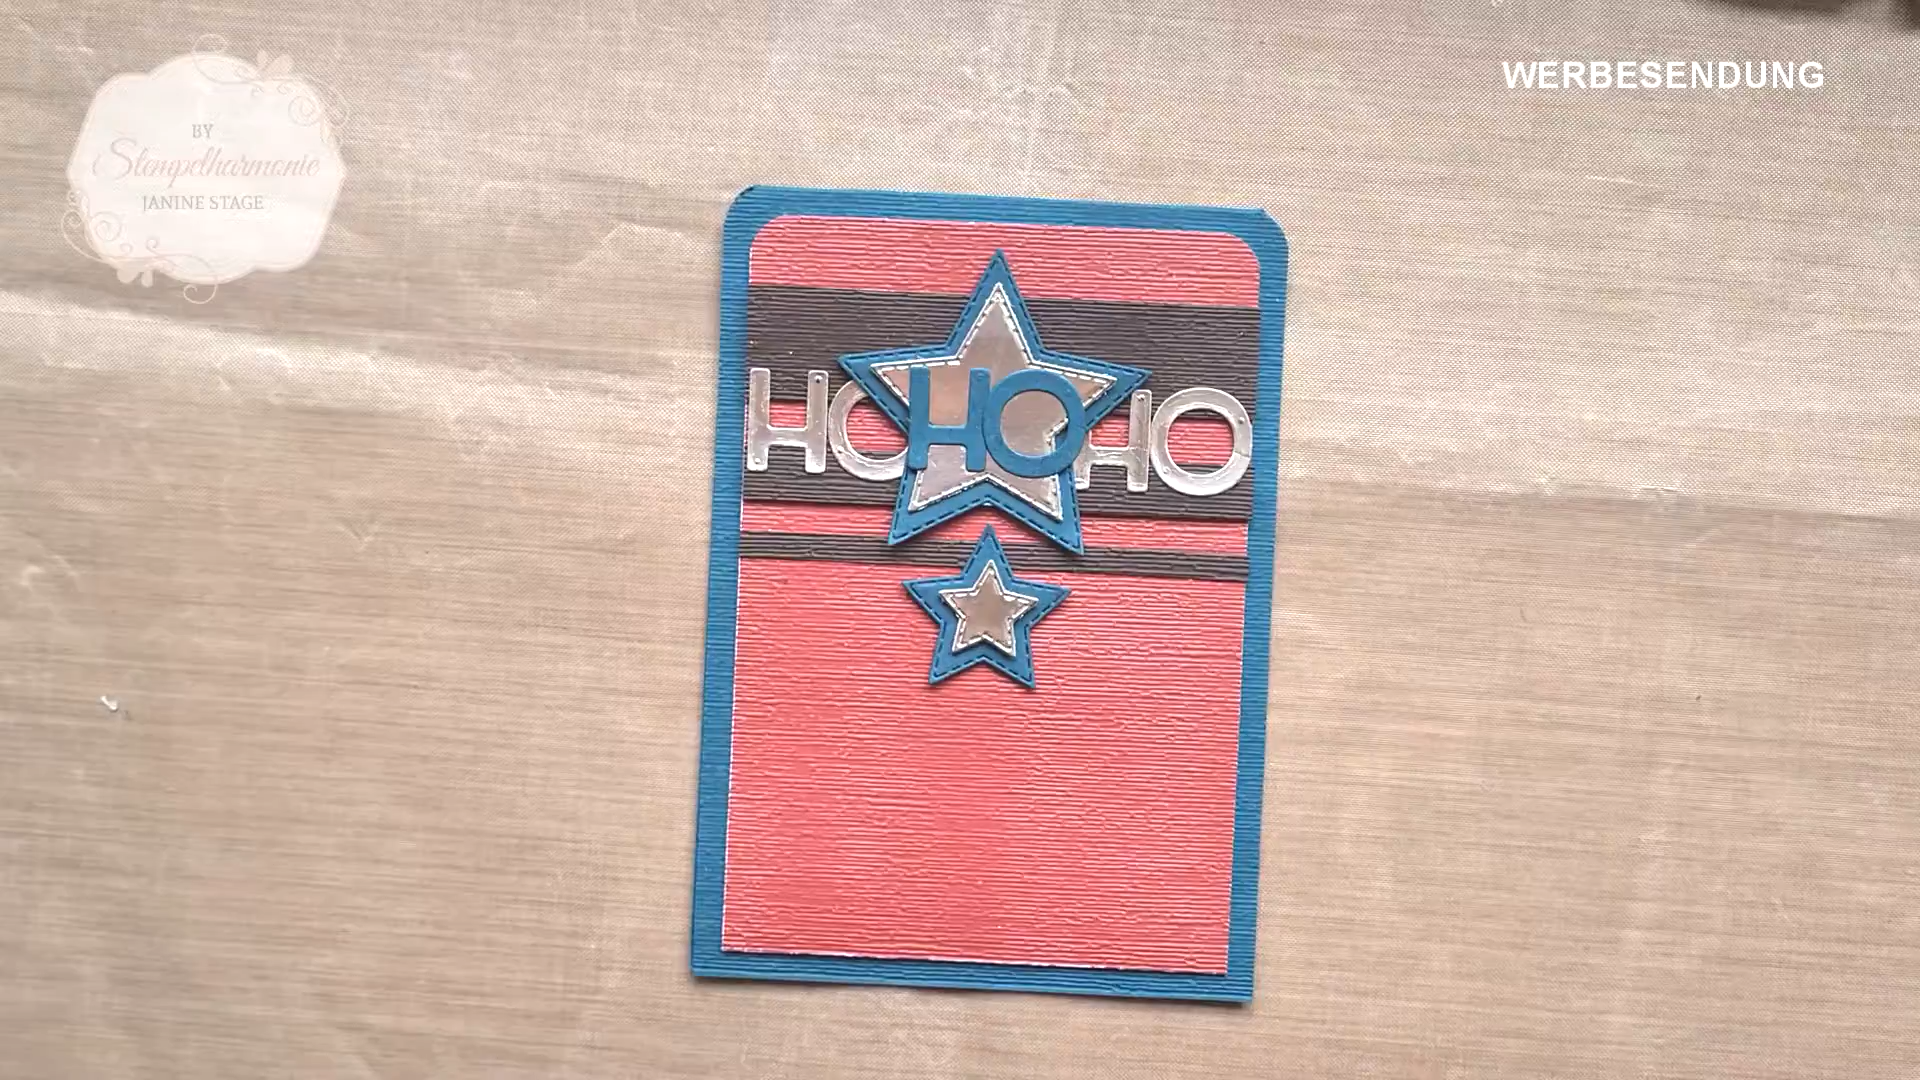 BY
Stempelharmonie
JANINE STAGE
WERBESENDUNG
HO HO HO